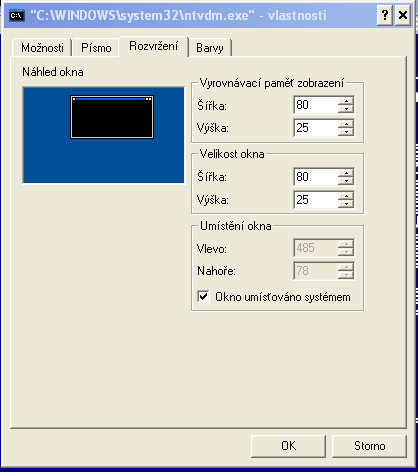 "C:\WINDOWS\system32\ntvdm.exe" - vlastnosti
Možnosti Písmo Rozvržení Barvy
Náhled okna
Vyrovnávací paměť zobrazení
Šířka: 80
Výška: 25
Velikost okna
Šířka: 80
Výška: 25
Umístění okna
Vlevo: 485
Nahoře: 78
Okno umísťováno systémem
OK Storno